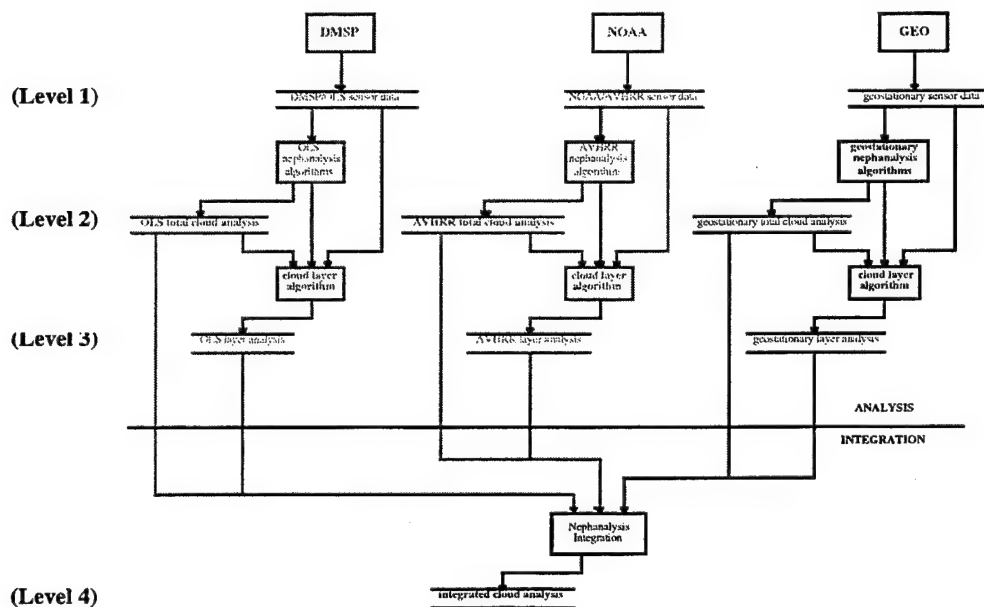 DMSP
NOAA
GEO
(Level 1)
DMSP/OLS sensor data
NOAA/AVHRR sensor data
geostationary sensor data
OLS
nephanalysis
algorithms
AVHRR
nephanalysis
algorithms
geostationary
nephanalysis
algorithms
(Level 2)
OLS total cloud analysis
AVHRR total cloud analysis
geostationary total cloud analysis
cloud layer
algorithm
cloud layer
algorithm
cloud layer
algorithm
(Level 3)
OLS layer analysis
AVHRR layer analysis
geostationary layer analysis
ANALYSIS
INTEGRATION
Nephanalysis
Integration
(Level 4)
integrated cloud analysis